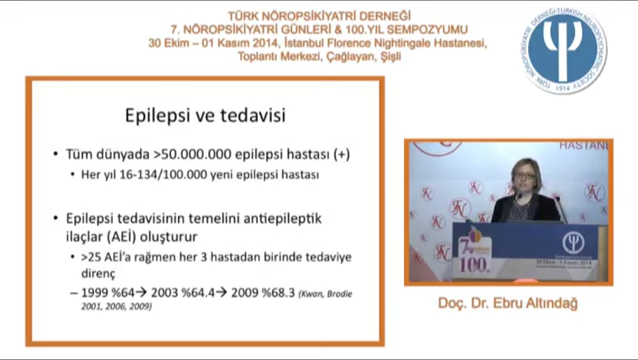 TÜRK NÖROPSİKİYATRİ DERNEĞİ
7. NÖROPSİKİYATRİ GÜNLERİ & 100.YIL SEMPOZYUMU
30 Ekim – 01 Kasım 2014, İstanbul Florence Nightingale Hastanesi,
Toplantı Merkezi, Çağlayan, Şişli
Epilepsi ve tedavisi
• Tüm dünyada >50.000.000 epilepsi hastası (+)
• Her yıl 16-134/100.000 yeni epilepsi hastası
• Epilepsi tedavisinin temelini antiepileptik
ilaçlar (AEİ) oluşturur
• >25 AEİ'a rağmen her 3 hastadan birinde tedaviye
direnç
– 1999 %64→ 2003 %64.4→ 2009 %68.3 (Kwan, Brodie
2001, 2006, 2009)
HASTANE
100.
Doç. Dr. Ebru Altındağ